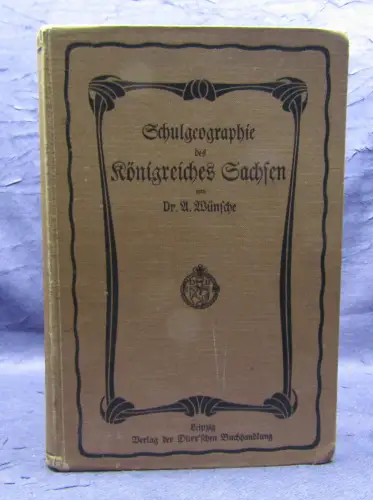 Schulgeographie
des
Königreiches Sachsen
von
Dr. A. Wünsche
Leipzig
Verlag der Dürr'schen Buchhandlung